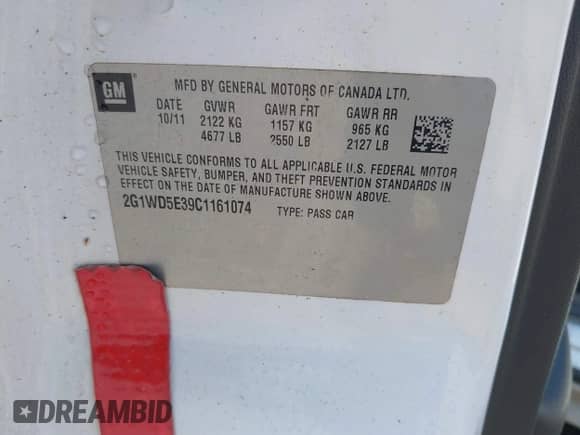 GM
MFD BY GENERAL MOTORS OF CANADA LTD.
DATE GVWR GAWR FRT GAWR RR
10/11 2122 KG 1157 KG 965 KG
4677 LB 2550 LB 2127 LB
THIS VEHICLE CONFORMS TO ALL APPLICABLE U.S. FEDERAL MOTOR
VEHICLE SAFETY, BUMPER, AND THEFT PREVENTION STANDARDS IN
EFFECT ON THE DATE OF MANUFACTURE SHOWN ABOVE.
2G1WD5E39C1161074 TYPE: PASS CAR
DREAMBID